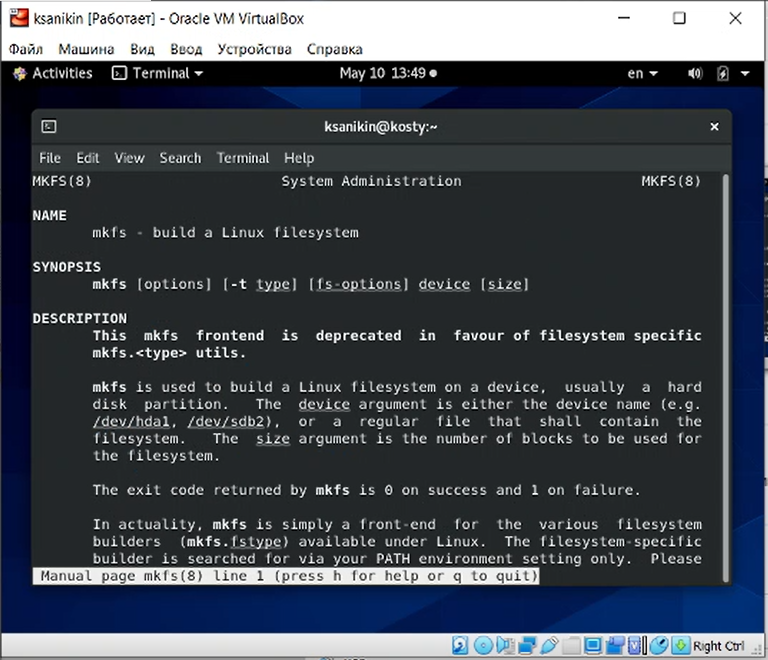 ksanikin [Работает] - Oracle VM VirtualBox
Файл Машина Вид Ввод Устройства Справка
Activities Terminal May 10 13:49 en
ksanikin@kosty:~
File Edit View Search Terminal Help
MKFS(8) System Administration MKFS(8)
NAME
mkfs - build a Linux filesystem
SYNOPSIS
mkfs [options] [-t type] [fs-options] device [size]
DESCRIPTION
This mkfs frontend is deprecated in favour of filesystem specific
mkfs.<type> utils.
mkfs is used to build a Linux filesystem on a device, usually a hard
disk partition. The device argument is either the device name (e.g.
/dev/hda1, /dev/sdb2), or a regular file that shall contain the
filesystem. The size argument is the number of blocks to be used for
the filesystem.
The exit code returned by mkfs is 0 on success and 1 on failure.
In actuality, mkfs is simply a front-end for the various filesystem
builders (mkfs.fstype) available under Linux. The filesystem-specific
builder is searched for via your PATH environment setting only. Please
Manual page mkfs(8) line 1 (press h for help or q to quit)
Right Ctrl